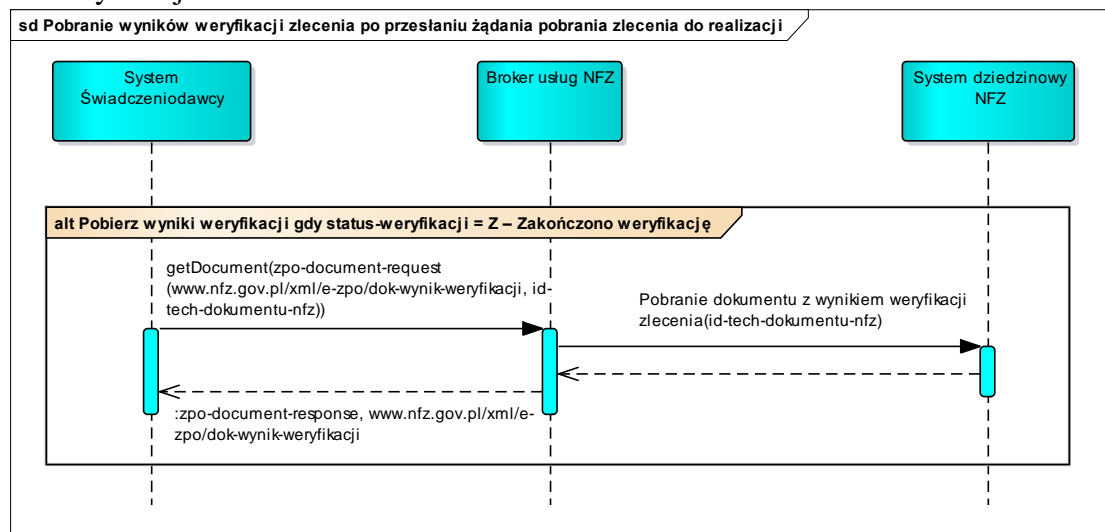 sd Pobranie wyników weryfikacji zlecenia po przesłaniu żądania pobrania zlecenia do realizacji
System
Świadczeniodawcy
Broker usług NFZ
System dziedzinowy
NFZ
alt Pobierz wyniki weryfikacji gdy status-weryfikacji = Z – Zakończono weryfikację
getDocument(zpo-document-request
(www.nfz.gov.pl/xml/e-zpo/dok-wynik-weryfikacji, id-
tech-dokumentu-nfz))
Pobranie dokumentu z wynikiem weryfikacji
zlecenia(id-tech-dokumentu-nfz)
:zpo-document-response, www.nfz.gov.pl/xml/e-
zpo/dok-wynik-weryfikacji